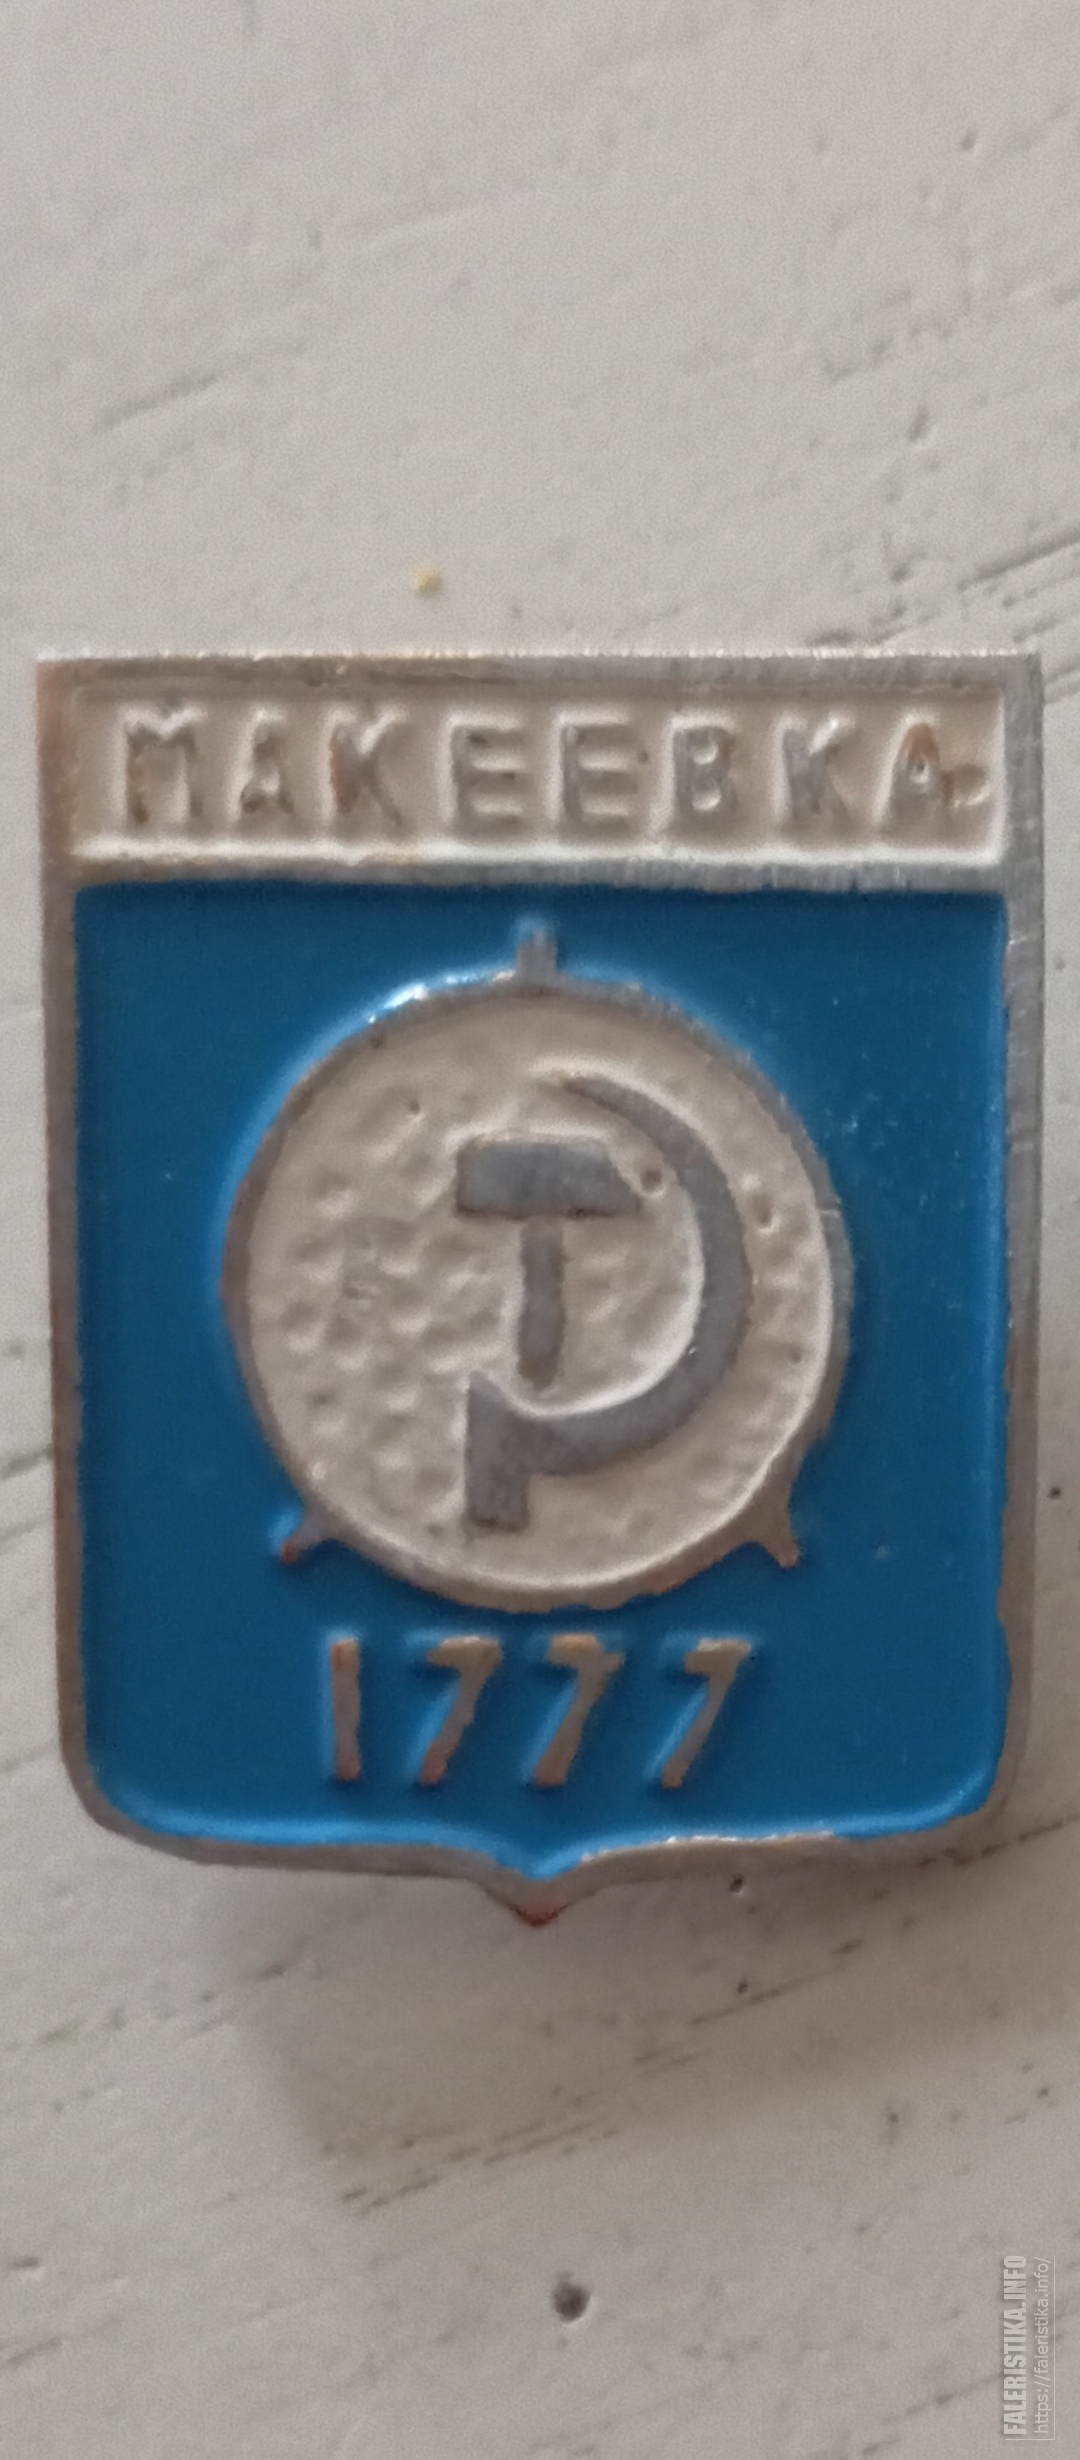 МАКЕЕВКА
1777
FALERISTIKA.INFO
https://faleristika.info/